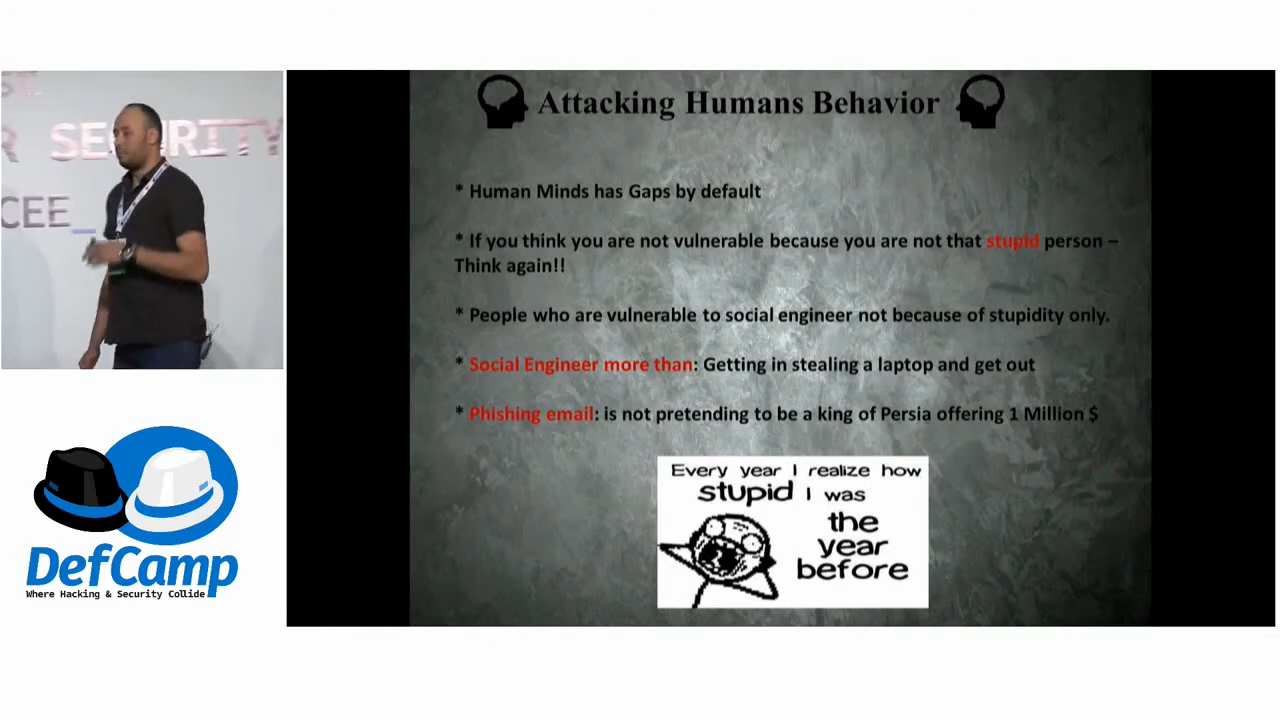 SECURITY
CEE_
DefCamp
Where Hacking & Security Collide
Attacking Humans Behavior
* Human Minds has Gaps by default
* If you think you are not vulnerable because you are not that stupid person –
Think again!!
* People who are vulnerable to social engineer not because of stupidity only.
* Social Engineer more than: Getting in stealing a laptop and get out
* Phishing email: is not pretending to be a king of Persia offering 1 Million $
Every year I realize how
stupid I was
the
year
before